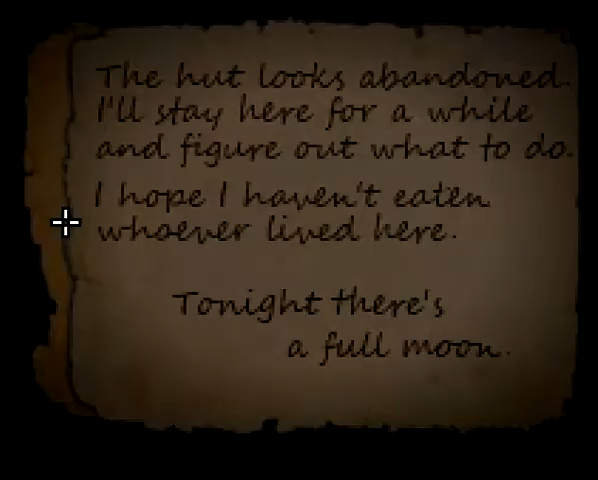 The hut looks abandoned.
I'll stay here for a while
and figure out what to do.
I hope I haven't eaten
whoever lived here.
Tonight there's
a full moon.